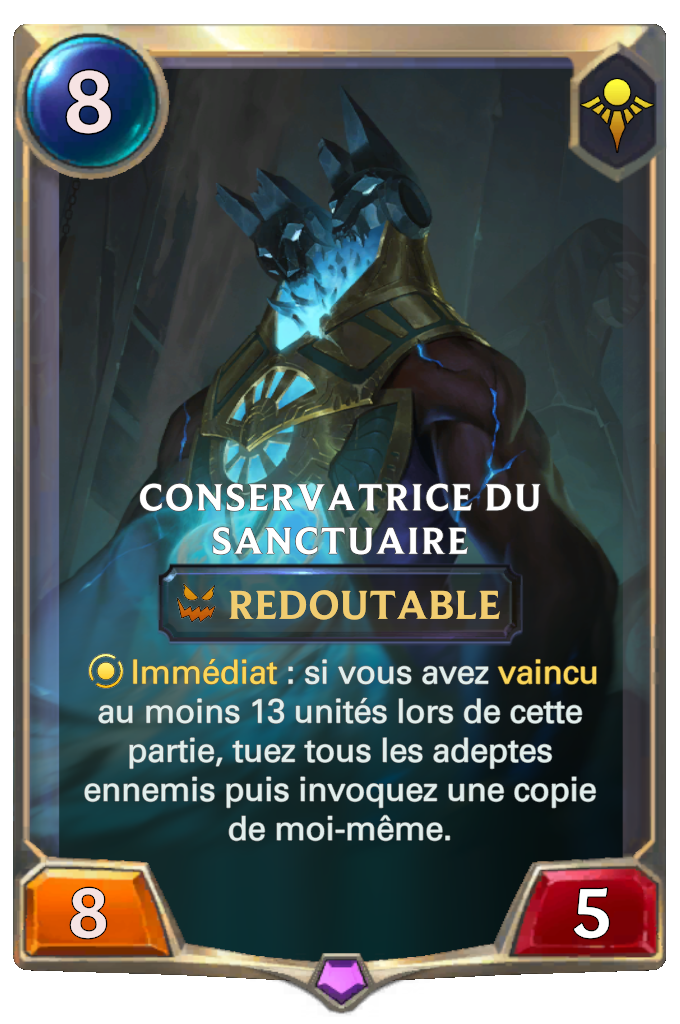 8
CONSERVATRICE DU
SANCTUAIRE
REDOUTABLE
Immédiat : si vous avez vaincu
au moins 13 unités lors de cette
partie, tuez tous les adeptes
ennemis puis invoquez une copie
de moi-même.
8 5